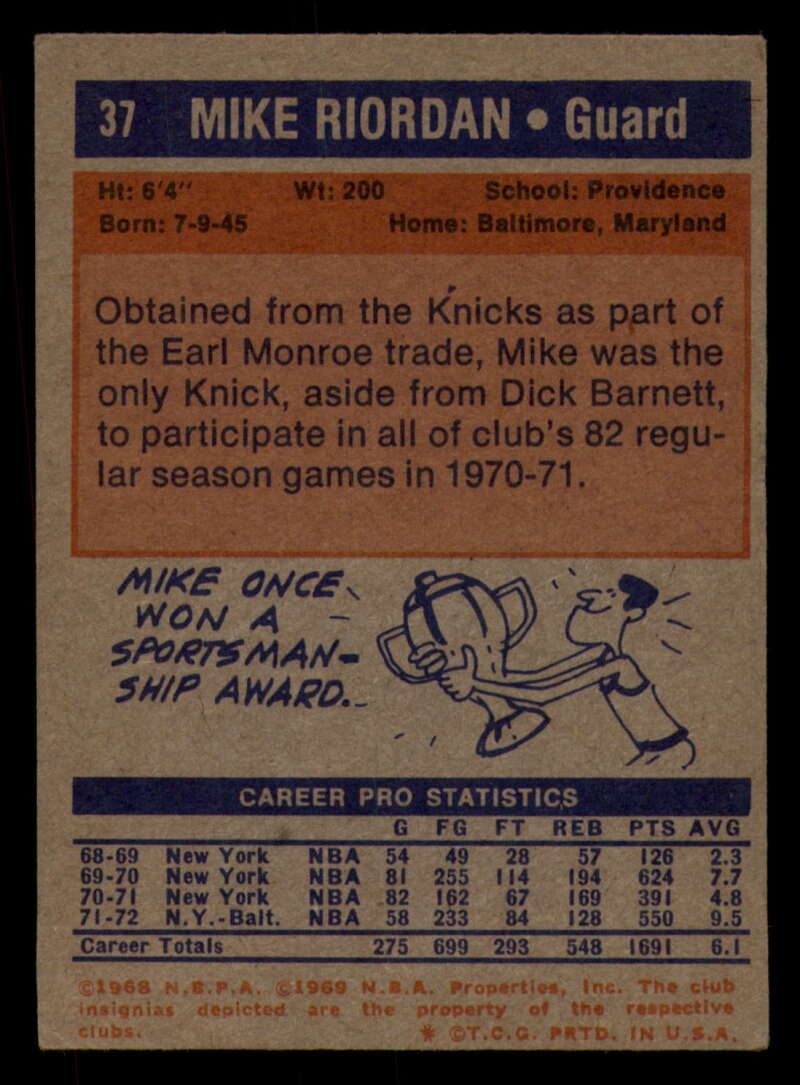 37 MIKE RIORDAN • Guard
Ht: 6'4" Wt: 200 School: Providence
Born: 7-9-45 Home: Baltimore, Maryland
Obtained from the Knicks as part of
the Earl Monroe trade, Mike was the
only Knick, aside from Dick Barnett,
to participate in all of club's 82 regu-
lar season games in 1970-71.
MIKE ONCE
WON A
SPORTSMAN-
SHIP AWARD.
CAREER PRO STATISTICS
G FG FT REB PTS AVG
68-69 New York NBA 54 49 28 57 126 2.3
69-70 New York NBA 81 255 114 194 624 7.7
70-71 New York NBA 82 162 67 169 391 4.8
71-72 N.Y.-Balt. NBA 58 233 84 128 550 9.5
Career Totals 275 699 293 548 1691 6.1
©1968 N.B.P.A. ©1969 N.B.A. Properties, Inc. The club
insignias depicted are the property of the respective
clubs. * ©T.C.G. PRTD. IN U.S.A.